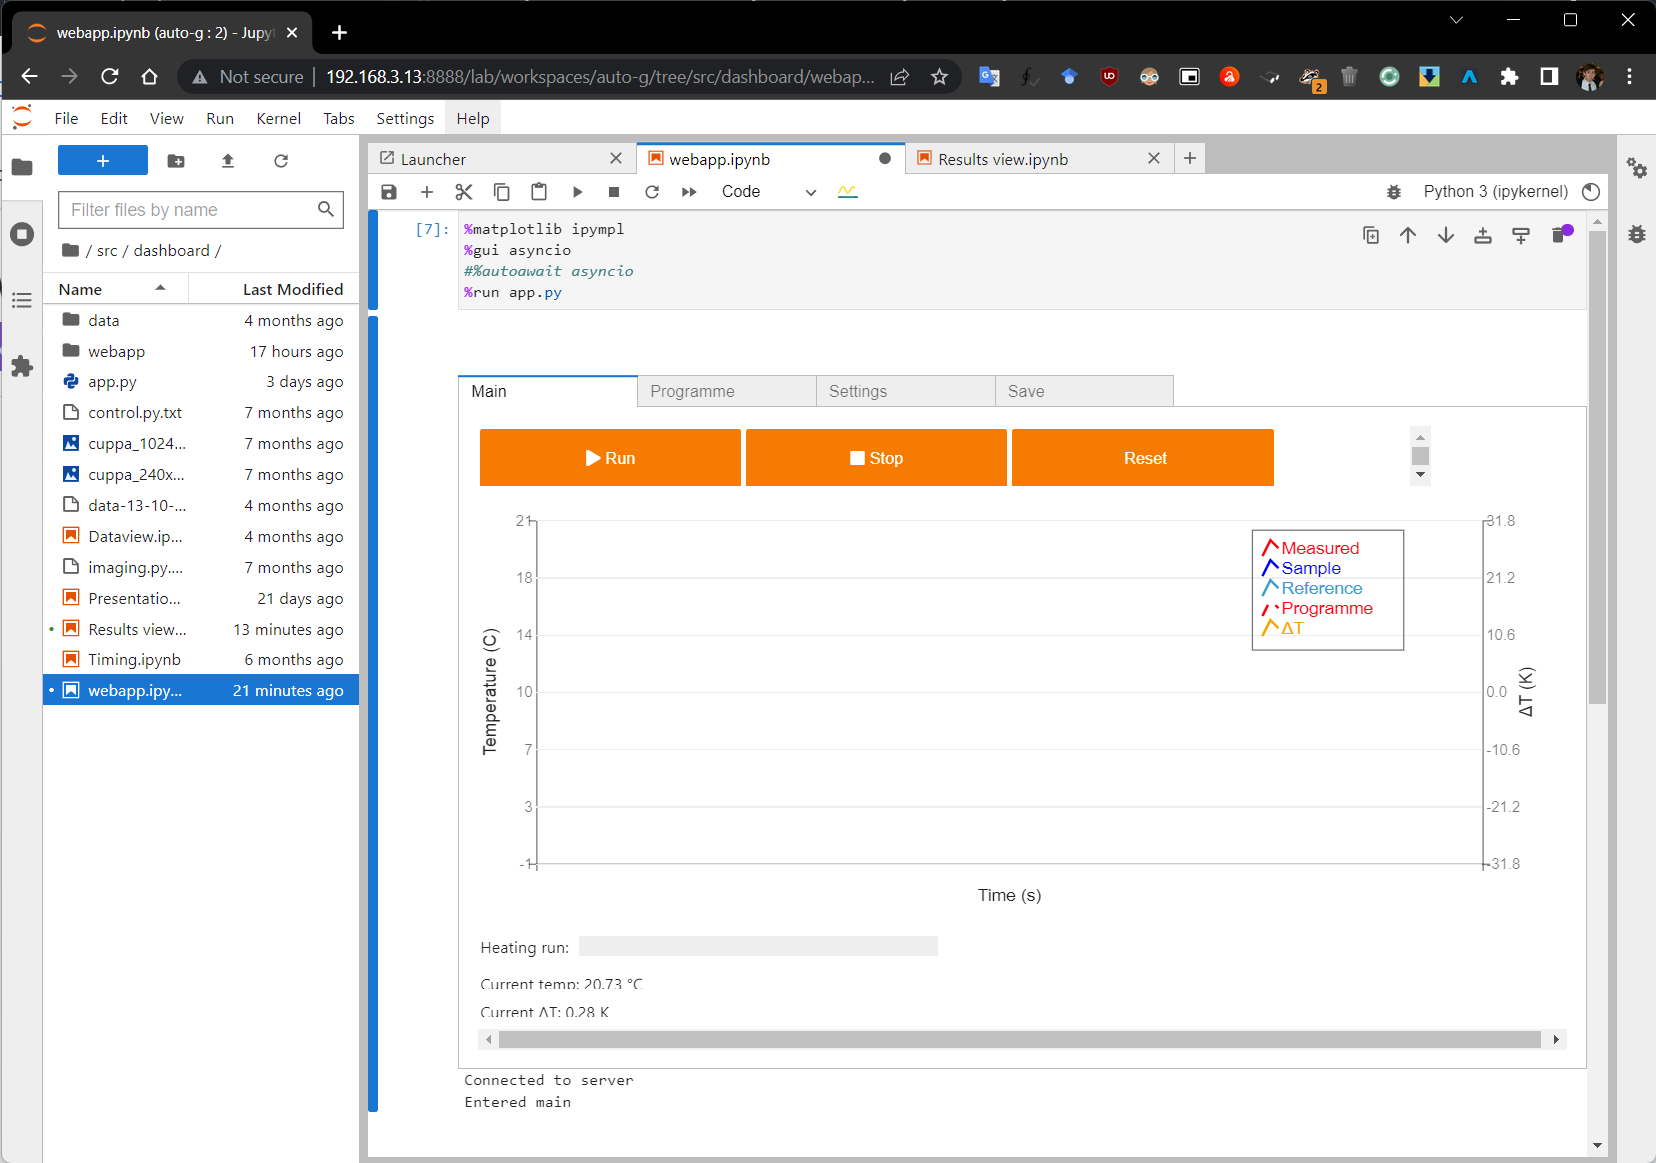 webapp.ipynb (auto-g : 2) - Jupyt
Not secure
192.168.3.13:8888/lab/workspaces/auto-g/tree/src/dashboard/webap...
2
File Edit View Run Kernel Tabs Settings Help
Launcher
webapp.ipynb
Results view.ipynb
Code
Python 3 (ipykernel)
Filter files by name
/ src / dashboard /
Name Last Modified
data 4 months ago
webapp 17 hours ago
app.py 3 days ago
control.py.txt 7 months ago
cuppa_1024... 7 months ago
cuppa_240x... 7 months ago
data-13-10-... 4 months ago
Dataview.ip... 4 months ago
imaging.py.... 7 months ago
Presentatio... 21 days ago
Results view... 13 minutes ago
Timing.ipynb 6 months ago
webapp.ipy... 21 minutes ago
[7]:
%matplotlib ipympl
%gui asyncio
#%autoawait asyncio
%run app.py
Main Programme Settings Save
Run Stop Reset
21
18
14
10
7
3
-1
Temperature (C)
Measured
Sample
Reference
Programme
ΔT
31.8
21.2
10.6
0.0
-10.6
-21.2
-31.8
ΔT (K)
Time (s)
Heating run:
Current temp: 20.73 °C
Current ΔT: 0.28 K
Connected to server
Entered main